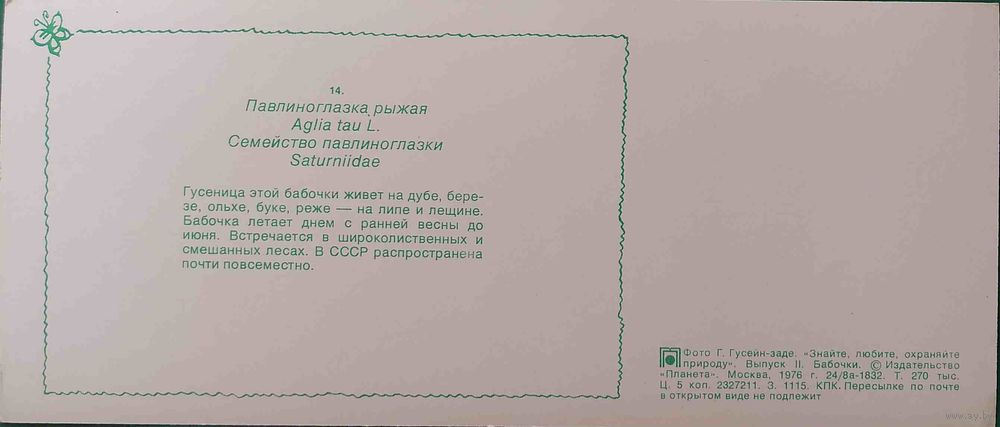 14.
Павлиноглазка рыжая
Aglia tau L.
Семейство павлиноглазки
Saturniidae
Гусеница этой бабочки живет на дубе, бере-
зе, ольхе, буке, реже — на липе и лещине.
Бабочка летает днем с ранней весны до
июня. Встречается в широколиственных и
смешанных лесах. В СССР распространена
почти повсеместно.
Фото Г. Гусейн-заде. «Знайте, любите, охраняйте
природу». Выпуск II. Бабочки. © Издательство
«Планета». Москва, 1976 г. 24/8а-1832. Т. 270 тыс.
Ц. 5 коп. 2327211. З. 1115. КПК. Пересылке по почте
в открытом виде не подлежит
www.ay.by